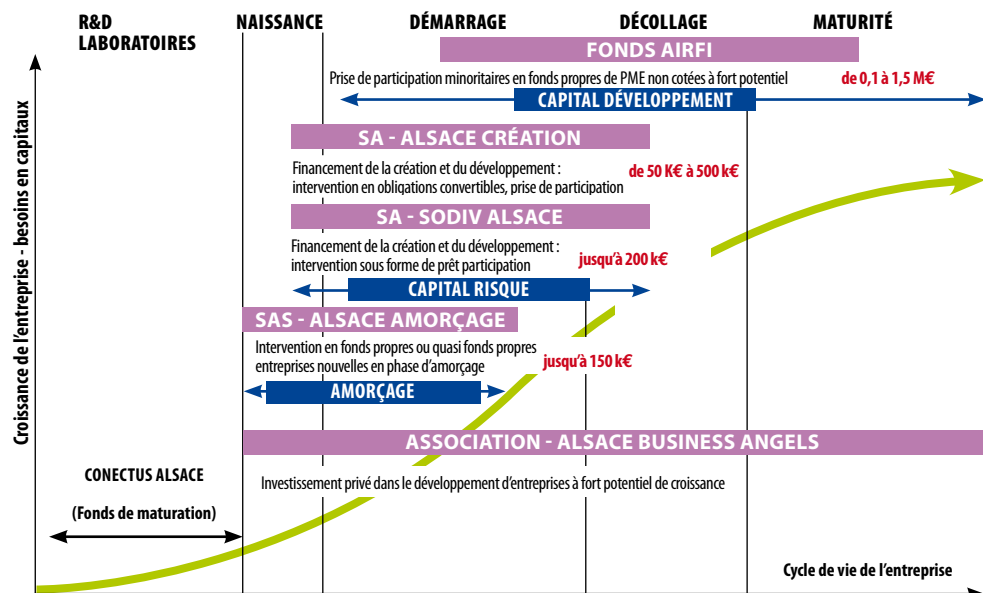 R&D
LABORATOIRES
NAISSANCE
DÉMARRAGE
DÉCOLLAGE
MATURITÉ
FONDS AIRFI
Prise de participation minoritaires en fonds propres de PME non cotées à fort potentiel
de 0,1 à 1,5 M€
CAPITAL DÉVELOPPEMENT
SA - ALSACE CRÉATION
Financement de la création et du développement :
intervention en obligations convertibles, prise de participation
de 50 K€ à 500 k€
SA - SODIV ALSACE
Financement de la création et du développement :
intervention sous forme de prêt participation
jusqu'à 200 k€
CAPITAL RISQUE
SAS - ALSACE AMORÇAGE
Intervention en fonds propres ou quasi fonds propres
entreprises nouvelles en phase d'amorçage
jusqu'à 150 k€
AMORÇAGE
ASSOCIATION - ALSACE BUSINESS ANGELS
Investissement privé dans le développement d'entreprises à fort potentiel de croissance
CONECTUS ALSACE
(Fonds de maturation)
Croissance de l'entreprise - besoins en capitaux
Cycle de vie de l'entreprise